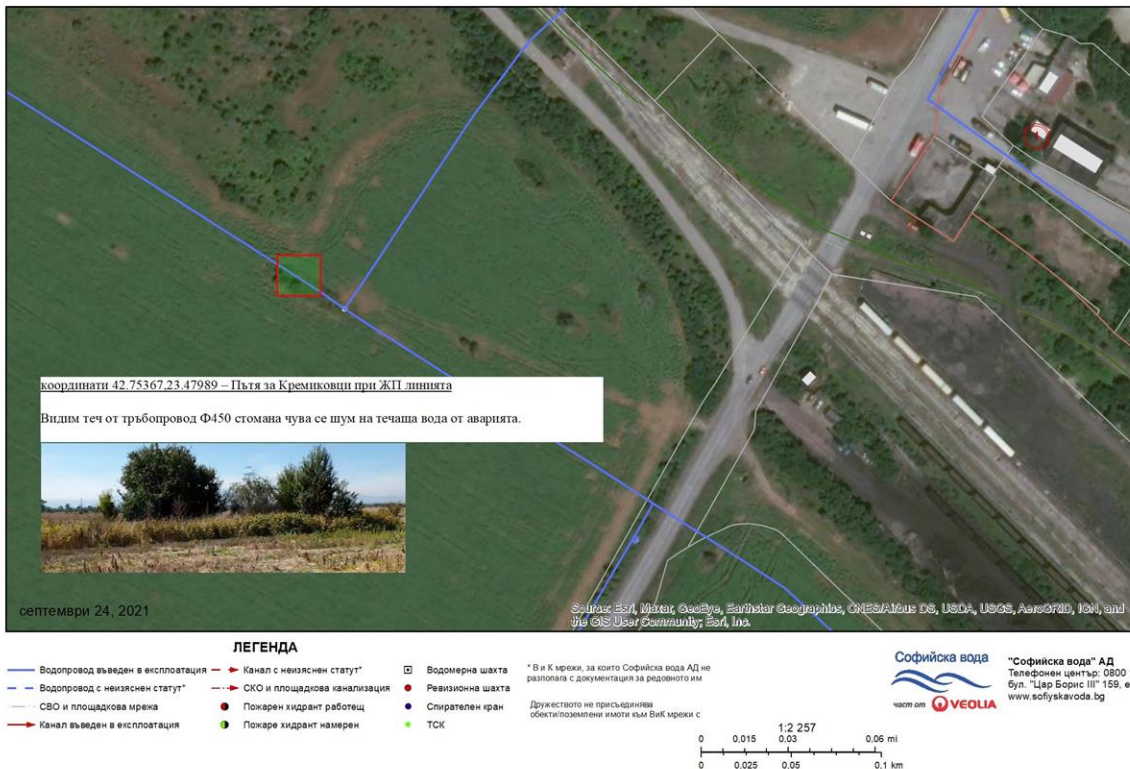 координати 42.75367,23.47989 – Пътя за Кремиковци при ЖП линията
Видим теч от тръбопровод Ф450 стомана чува се шум на течаща вода от аварията.
септември 24, 2021
Source: Esri, Maxar, GeoEye, Earthstar Geographics, CNES/Airbus DS, USDA, USGS, AeroGRID, IGN, and
the GIS User Community; Esri, Inc.
ЛЕГЕНДА
Водопровод въведен в експлоатация
Водопровод с неизяснен статут*
СВО и площадкова мрежа
Канал въведен в експлоатация
Канал с неизяснен статут*
СКО и площадкова канализация
Пожарен хидрант работещ
Пожаре хидрант намерен
Водомерна шахта
Ревизионна шахта
Спирателен кран
ТСК
* В и К мрежи, за които Софийска вода АД не
разполага с документация за редовното им
Дружеството не присъединява
обекти/поземлени имоти към ВиК мрежи с
1:2 257
0 0,015 0,03 0,06 mi
0 0.025 0.05 0.1 km
Софийска вода
част от VEOLIA
"Софийска вода" АД
Телефонен център: 0800
бул. "Цар Борис III" 159, е
www.sofiyskavoda.bg